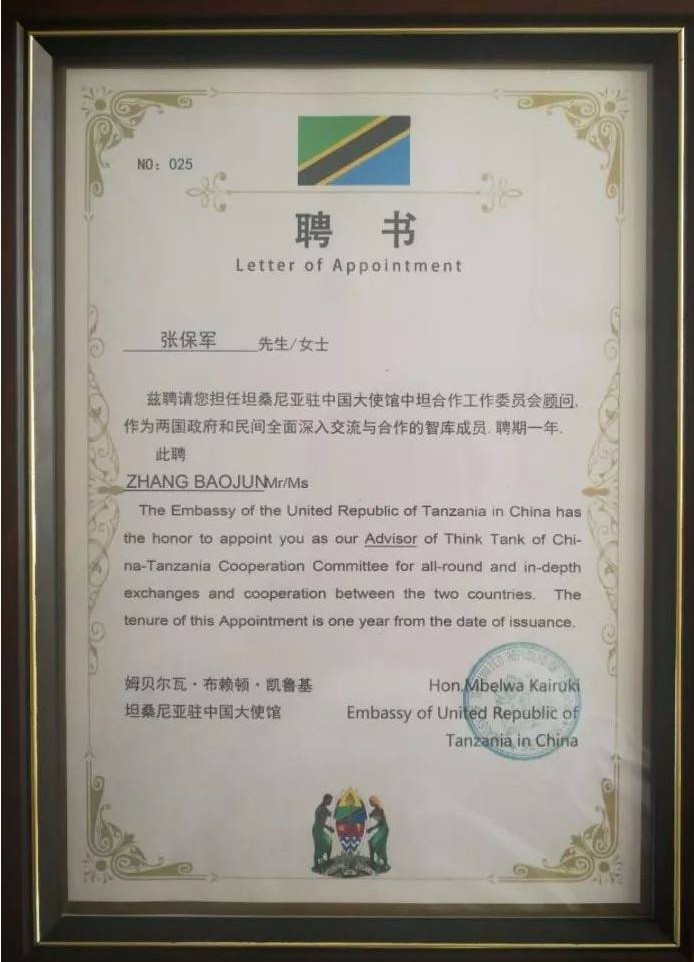 NO：025
聘 书
Letter of Appointment
张保军 先生/女士
兹聘请您担任坦桑尼亚驻中国大使馆中坦合作工作委员会顾问,
作为两国政府和民间全面深入交流与合作的智库成员. 聘期一年.
此聘
ZHANG BAOJUN Mr/Ms
The Embassy of the United Republic of Tanzania in China has
the honor to appoint you as our Advisor of Think Tank of Chi-
na-Tanzania Cooperation Committee for all-round and in-depth
exchanges and cooperation between the two countries. The
tenure of this Appointment is one year from the date of issuance.
姆贝尔瓦·布赖顿·凯鲁基
坦桑尼亚驻中国大使馆
Hon.Mbelwa Kairuki
Embassy of United Republic of
Tanzania in China